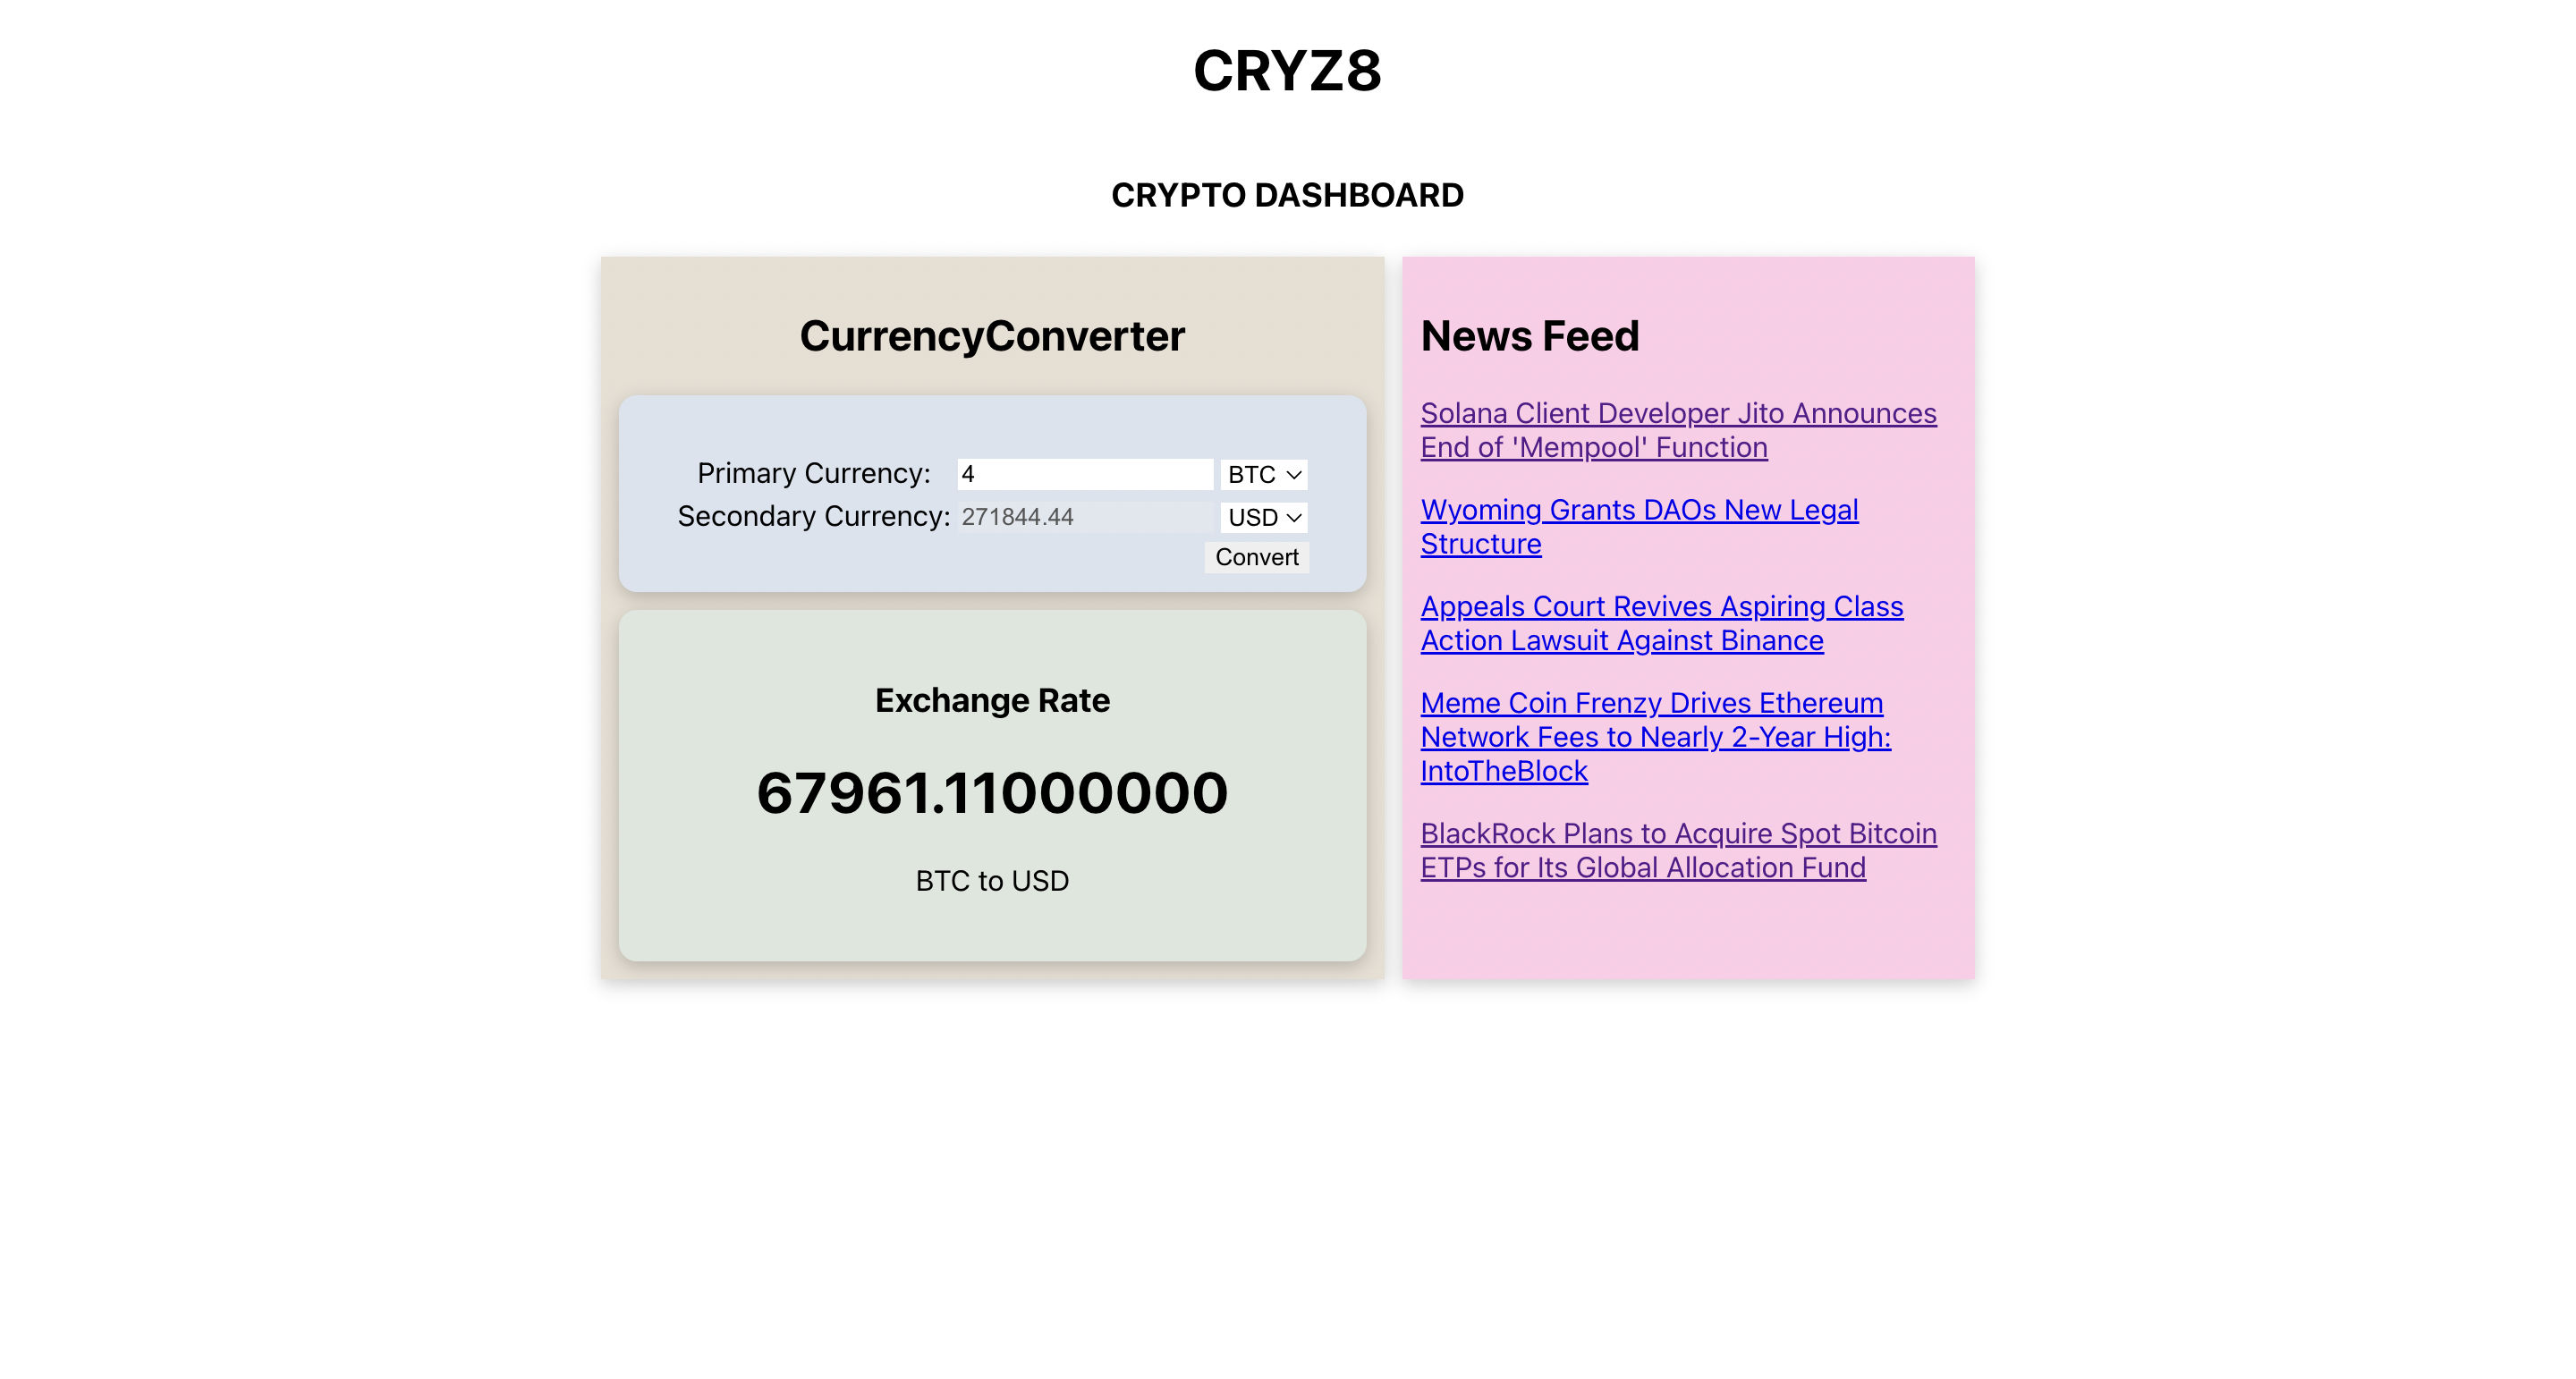 CRYZ8
CRYPTO DASHBOARD
CurrencyConverter
Primary Currency: 4 BTC
Secondary Currency: 271844.44 USD
Convert
Exchange Rate
67961.11000000
BTC to USD
News Feed
Solana Client Developer Jito Announces
End of 'Mempool' Function
Wyoming Grants DAOs New Legal
Structure
Appeals Court Revives Aspiring Class
Action Lawsuit Against Binance
Meme Coin Frenzy Drives Ethereum
Network Fees to Nearly 2-Year High:
IntoTheBlock
BlackRock Plans to Acquire Spot Bitcoin
ETPs for Its Global Allocation Fund